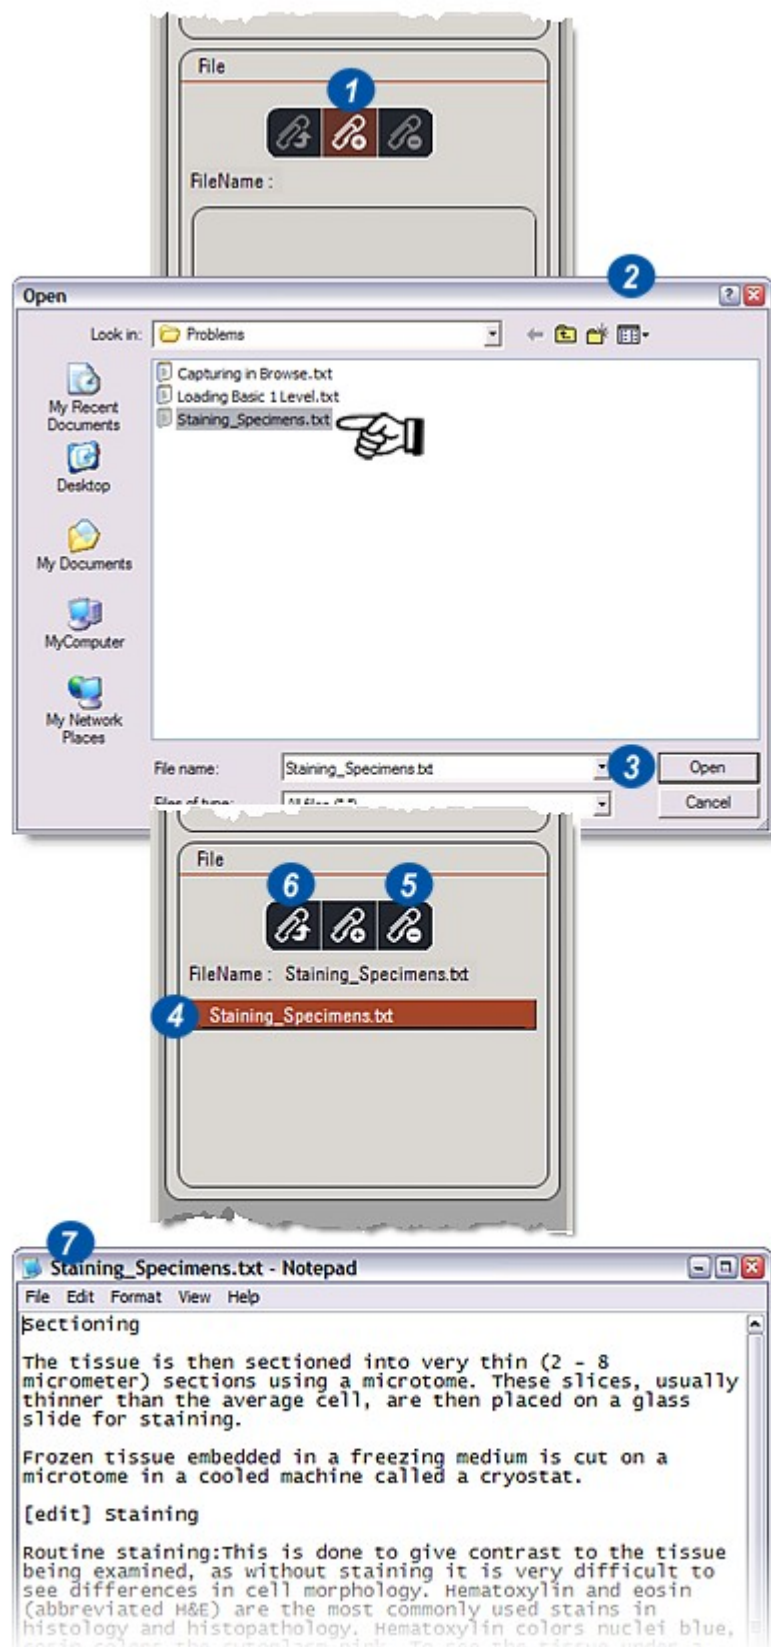 File
1
FileName :
2
Open
Look in: Problems
Capturing in Browse.txt
Loading Basic 1 Level.txt
Staining_Specimens.txt
My Recent
Documents
Desktop
My Documents
MyComputer
My Network
Places
File name: Staining_Specimens.txt 3 Open
Files of type: All files (*.*) Cancel
File
6 5
FileName : Staining_Specimens.txt
4 Staining_Specimens.txt
7
Staining_Specimens.txt - Notepad
File Edit Format View Help
Sectioning
The tissue is then sectioned into very thin (2 - 8
micrometer) sections using a microtome. These slices, usually
thinner than the average cell, are then placed on a glass
slide for staining.
Frozen tissue embedded in a freezing medium is cut on a
microtome in a cooled machine called a cryostat.
[edit] Staining
Routine staining:This is done to give contrast to the tissue
being examined, as without staining it is very difficult to
see differences in cell morphology. Hematoxylin and eosin
(abbreviated H&E) are the most commonly used stains in
histology and histopathology. Hematoxylin colors nuclei blue,